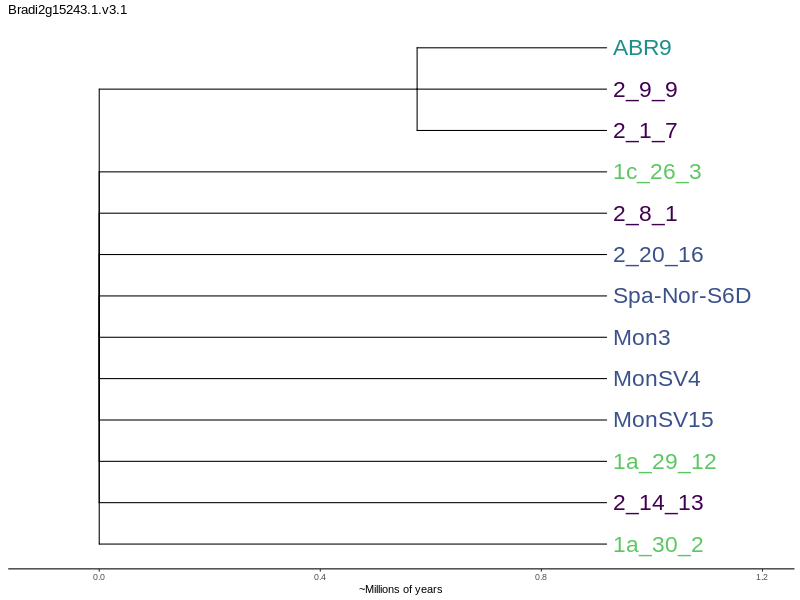 Bradi2g15243.1.v3.1
ABR9
2_9_9
2_1_7
1c_26_3
2_8_1
2_20_16
Spa-Nor-S6D
Mon3
MonSV4
MonSV15
1a_29_12
2_14_13
1a_30_2
0.0 0.4 0.8 1.2
~Millions of years